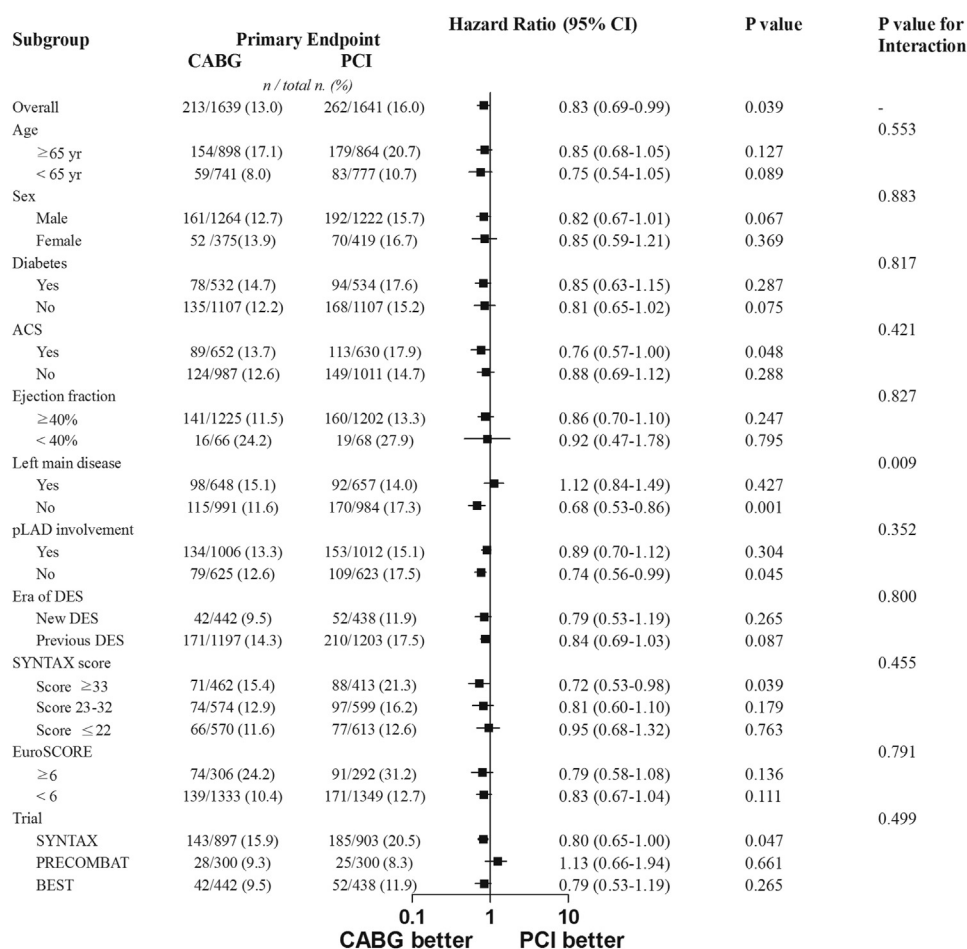 Subgroup Primary Endpoint Hazard Ratio (95% CI) P value P value for Interaction
CABG PCI
n / total n. (%)
Overall 213/1639 (13.0) 262/1641 (16.0) 0.83 (0.69-0.99) 0.039 -
Age 0.553
≥65 yr 154/898 (17.1) 179/864 (20.7) 0.85 (0.68-1.05) 0.127
< 65 yr 59/741 (8.0) 83/777 (10.7) 0.75 (0.54-1.05) 0.089
Sex 0.883
Male 161/1264 (12.7) 192/1222 (15.7) 0.82 (0.67-1.01) 0.067
Female 52 /375(13.9) 70/419 (16.7) 0.85 (0.59-1.21) 0.369
Diabetes 0.817
Yes 78/532 (14.7) 94/534 (17.6) 0.85 (0.63-1.15) 0.287
No 135/1107 (12.2) 168/1107 (15.2) 0.81 (0.65-1.02) 0.075
ACS 0.421
Yes 89/652 (13.7) 113/630 (17.9) 0.76 (0.57-1.00) 0.048
No 124/987 (12.6) 149/1011 (14.7) 0.88 (0.69-1.12) 0.288
Ejection fraction 0.827
≥40% 141/1225 (11.5) 160/1202 (13.3) 0.86 (0.70-1.10) 0.247
< 40% 16/66 (24.2) 19/68 (27.9) 0.92 (0.47-1.78) 0.795
Left main disease 0.009
Yes 98/648 (15.1) 92/657 (14.0) 1.12 (0.84-1.49) 0.427
No 115/991 (11.6) 170/984 (17.3) 0.68 (0.53-0.86) 0.001
pLAD involvement 0.352
Yes 134/1006 (13.3) 153/1012 (15.1) 0.89 (0.70-1.12) 0.304
No 79/625 (12.6) 109/623 (17.5) 0.74 (0.56-0.99) 0.045
Era of DES 0.800
New DES 42/442 (9.5) 52/438 (11.9) 0.79 (0.53-1.19) 0.265
Previous DES 171/1197 (14.3) 210/1203 (17.5) 0.84 (0.69-1.03) 0.087
SYNTAX score 0.455
Score ≥33 71/462 (15.4) 88/413 (21.3) 0.72 (0.53-0.98) 0.039
Score 23-32 74/574 (12.9) 97/599 (16.2) 0.81 (0.60-1.10) 0.179
Score ≤22 66/570 (11.6) 77/613 (12.6) 0.95 (0.68-1.32) 0.763
EuroSCORE 0.791
≥6 74/306 (24.2) 91/292 (31.2) 0.79 (0.58-1.08) 0.136
< 6 139/1333 (10.4) 171/1349 (12.7) 0.83 (0.67-1.04) 0.111
Trial 0.499
SYNTAX 143/897 (15.9) 185/903 (20.5) 0.80 (0.65-1.00) 0.047
PRECOMBAT 28/300 (9.3) 25/300 (8.3) 1.13 (0.66-1.94) 0.661
BEST 42/442 (9.5) 52/438 (11.9) 0.79 (0.53-1.19) 0.265
0.1 1 10
CABG better PCI better